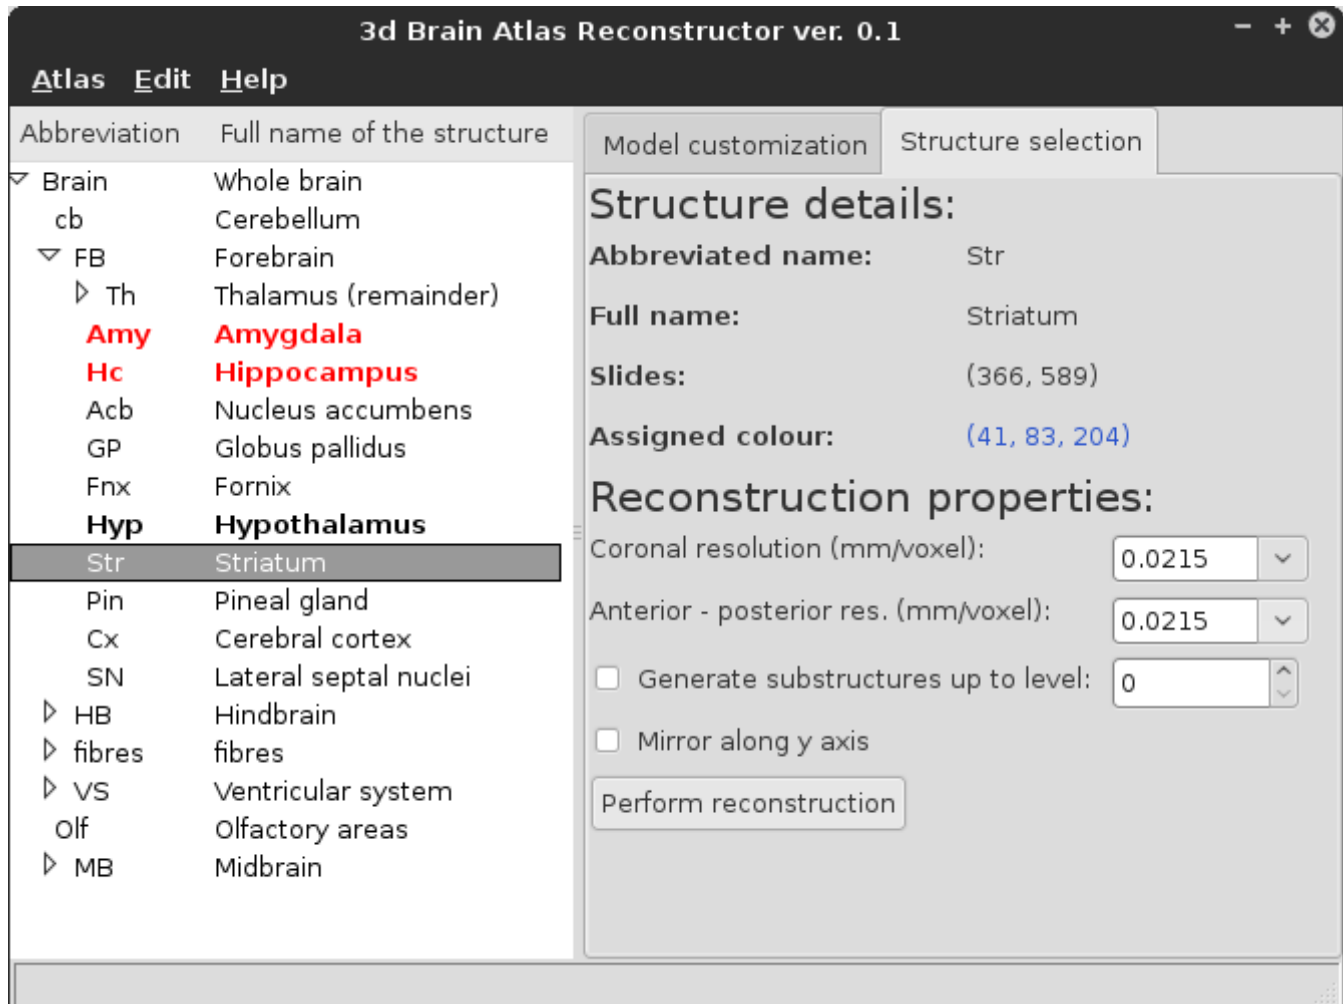 3d Brain Atlas Reconstructor ver. 0.1
Atlas Edit Help
Abbreviation Full name of the structure
Brain Whole brain
cb Cerebellum
FB Forebrain
Th Thalamus (remainder)
Amy Amygdala
Hc Hippocampus
Acb Nucleus accumbens
GP Globus pallidus
Fnx Fornix
Hyp Hypothalamus
Str Striatum
Pin Pineal gland
Cx Cerebral cortex
SN Lateral septal nuclei
HB Hindbrain
fibres fibres
VS Ventricular system
Olf Olfactory areas
MB Midbrain
Model customization Structure selection
Structure details:
Abbreviated name: Str
Full name: Striatum
Slides: (366, 589)
Assigned colour: (41, 83, 204)
Reconstruction properties:
Coronal resolution (mm/voxel): 0.0215
Anterior - posterior res. (mm/voxel): 0.0215
Generate substructures up to level: 0
Mirror along y axis
Perform reconstruction